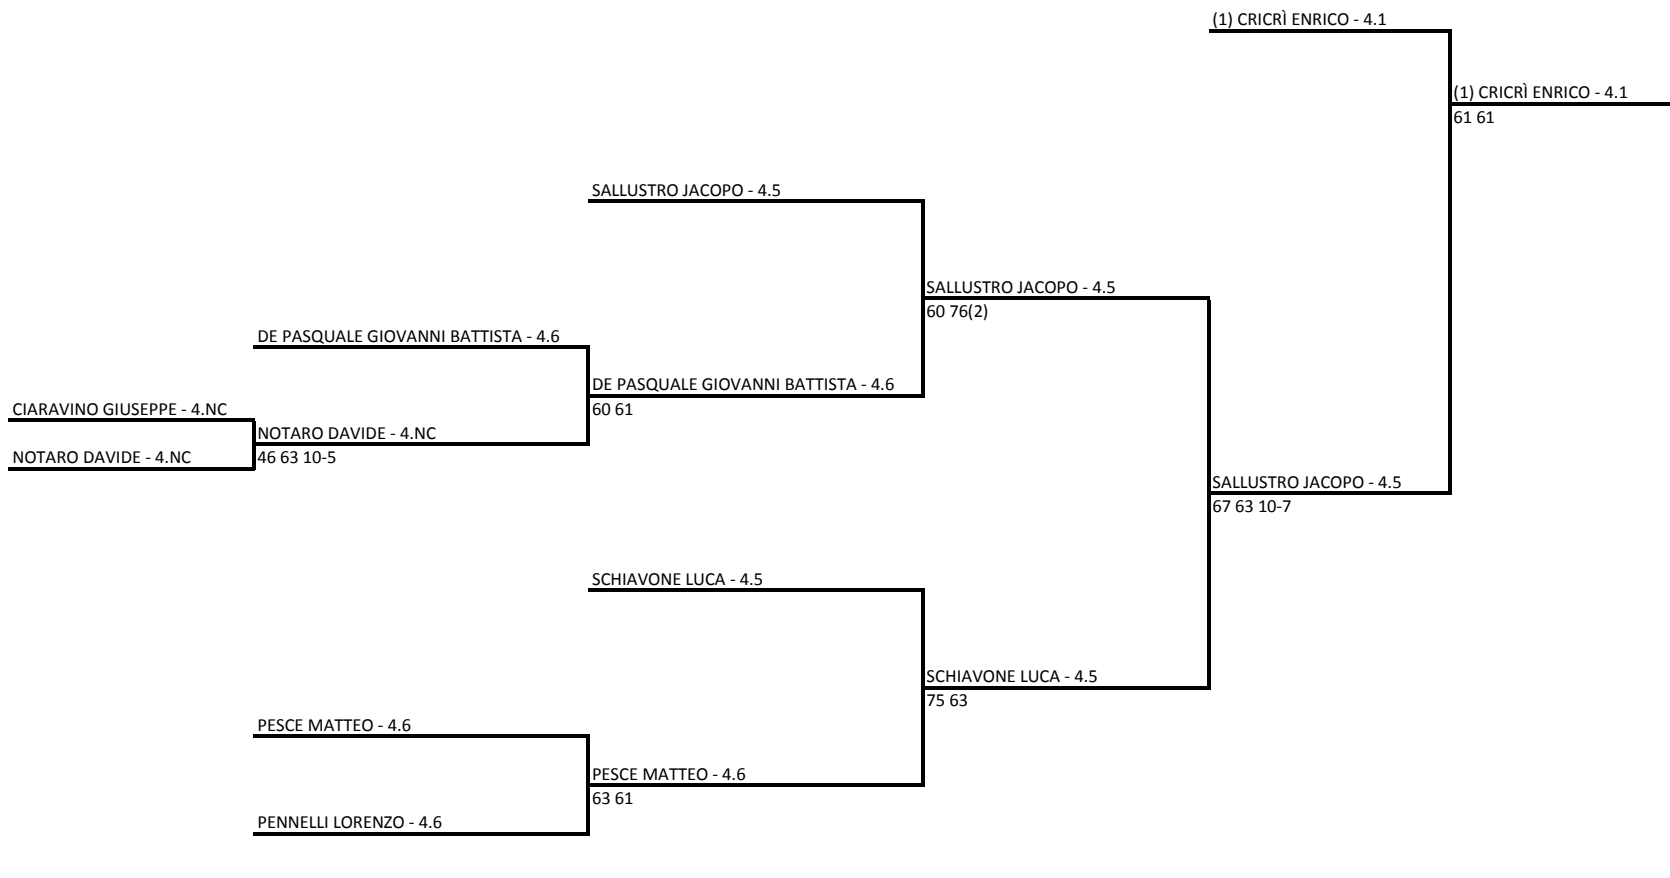 (1) CRICRÌ ENRICO - 4.1
(1) CRICRÌ ENRICO - 4.1
61 61
SALLUSTRO JACOPO - 4.5
SALLUSTRO JACOPO - 4.5
60 76(2)
DE PASQUALE GIOVANNI BATTISTA - 4.6
DE PASQUALE GIOVANNI BATTISTA - 4.6
60 61
CIARAVINO GIUSEPPE - 4.NC
NOTARO DAVIDE - 4.NC
NOTARO DAVIDE - 4.NC
46 63 10-5
SALLUSTRO JACOPO - 4.5
67 63 10-7
SCHIAVONE LUCA - 4.5
SCHIAVONE LUCA - 4.5
75 63
PESCE MATTEO - 4.6
PESCE MATTEO - 4.6
63 61
PENNELLI LORENZO - 4.6